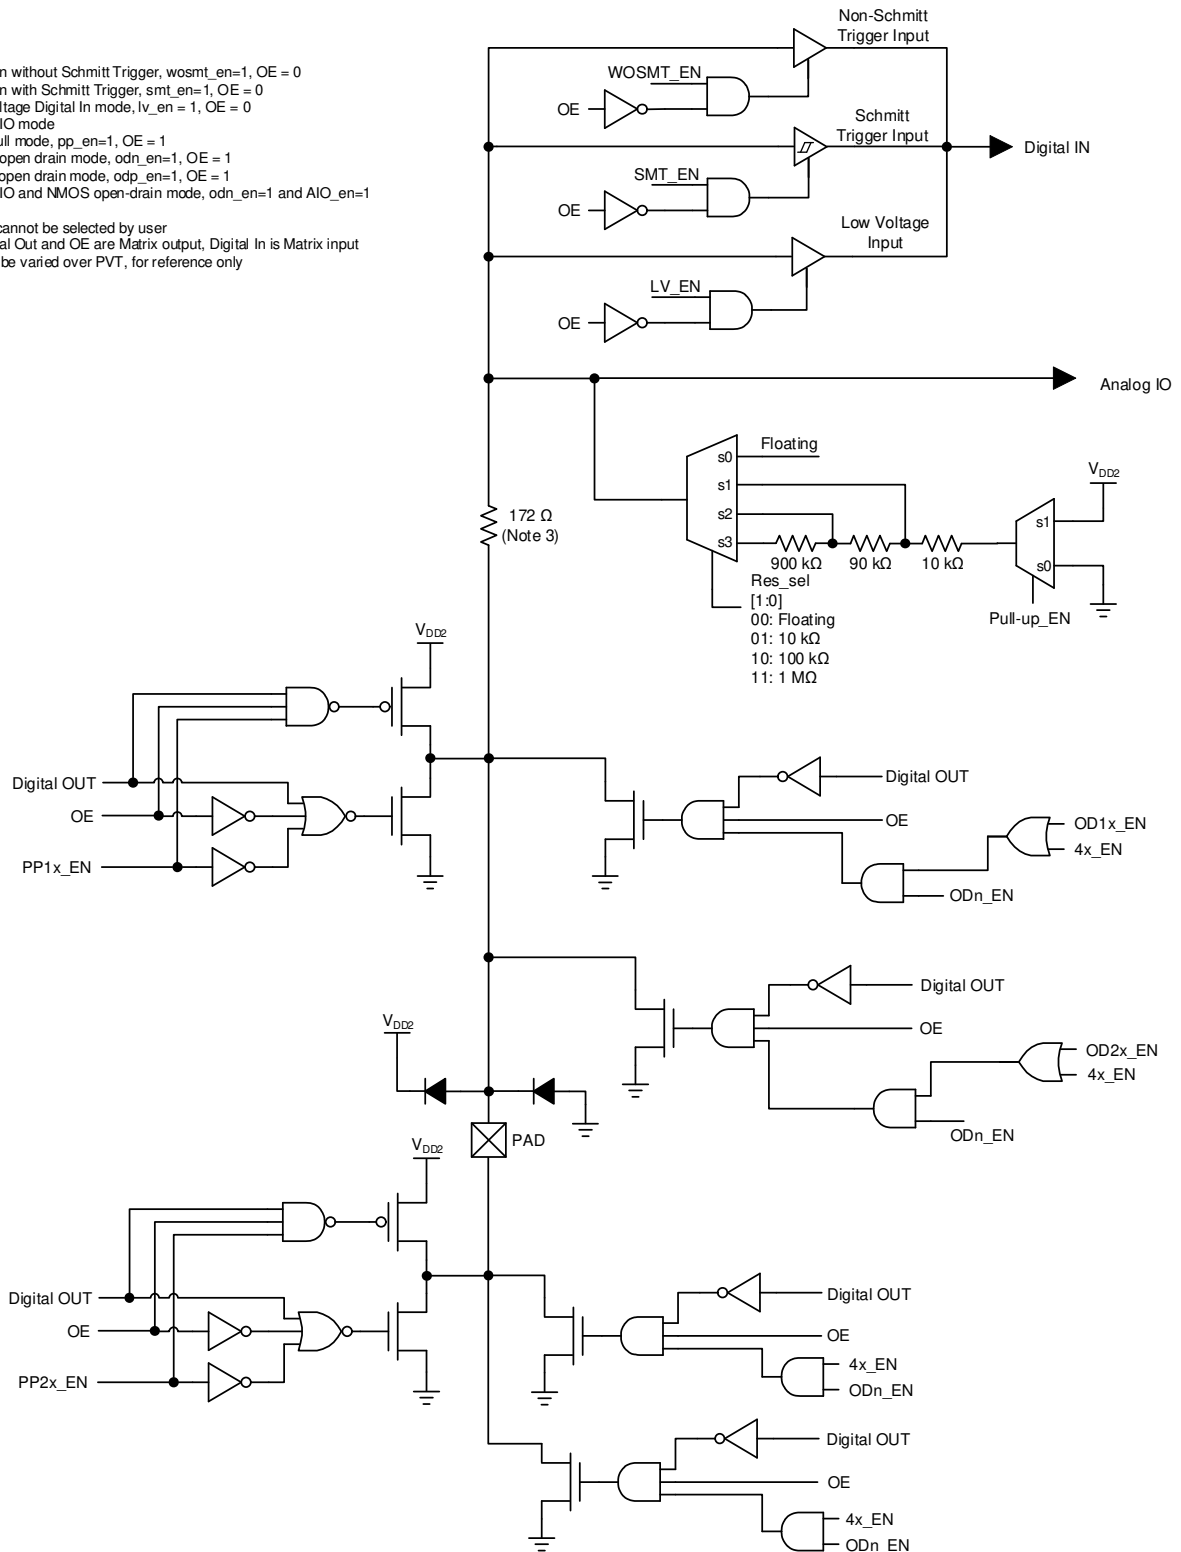 n without Schmitt Trigger, wosmt_en=1, OE = 0
n with Schmitt Trigger, smt_en=1, OE = 0
ltage Digital In mode, lv_en = 1, OE = 0
IO mode
ull mode, pp_en=1, OE = 1
open drain mode, odn_en=1, OE = 1
open drain mode, odp_en=1, OE = 1
IO and NMOS open-drain mode, odn_en=1 and AIO_en=1
cannot be selected by user
al Out and OE are Matrix output, Digital In is Matrix input
be varied over PVT, for reference only
Non-Schmitt
Trigger Input
WOSMT_EN
OE
Schmitt
Trigger Input
Digital IN
SMT_EN
OE
Low Voltage
Input
LV_EN
OE
Analog IO
Floating
s0
s1
s2
s3
VDD2
s1
s0
172 Ω
(Note 3)
900 kΩ
90 kΩ
10 kΩ
Res_sel
[1:0]
00: Floating
01: 10 kΩ
10: 100 kΩ
11: 1 MΩ
Pull-up_EN
VDD2
Digital OUT
OE
PP1x_EN
Digital OUT
OE
OD1x_EN
4x_EN
ODn_EN
Digital OUT
OE
OD2x_EN
4x_EN
ODn_EN
VDD2
PAD
VDD2
Digital OUT
OE
PP2x_EN
Digital OUT
OE
4x_EN
ODn_EN
Digital OUT
OE
4x_EN
ODn_EN